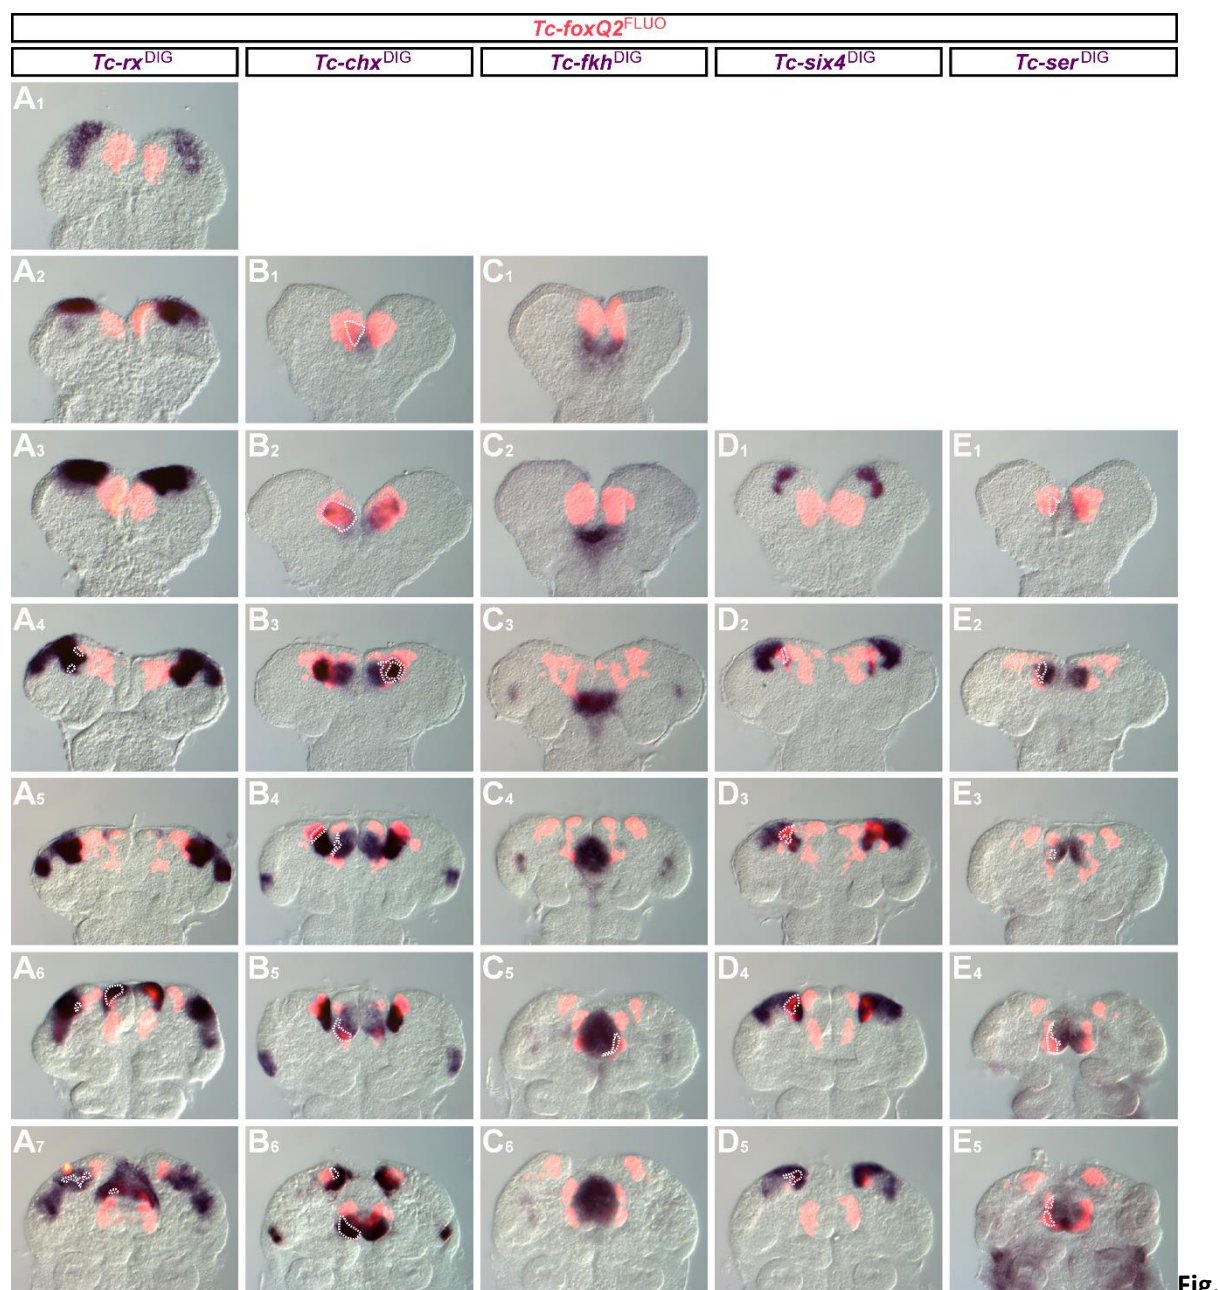 Tc-foxQ2FLUO
Tc-rxDIG Tc-chxDIG Tc-fkhDIG Tc-six4DIG Tc-serDIG
A1
A2 B1 C1
A3 B2 C2 D1 E1
A4 B3 C3 D2 E2
A5 B4 C4 D3 E3
A6 B5 C5 D4 E4
A7 B6 C6 D5 E5
Fig.